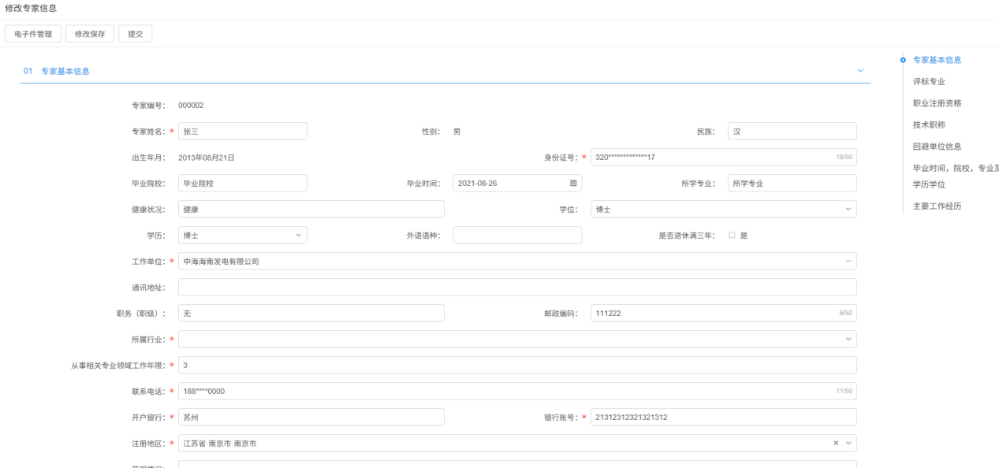 修改专家信息
电子件管理 修改保存 提交
01 专家基本信息
专家编号： 000002
专家姓名：* 张三 性别： 男 民族： 汉
出生年月： 2013年08月21日 身份证号：* 320*************17 18/50
毕业院校： 毕业院校 毕业时间： 2021-08-26 所学专业： 所学专业
健康状况： 健康 学位： 博士
学历： 博士 外语语种： 是否退休满三年： 是
工作单位：* 中海海南发电有限公司 ...
通讯地址：
职务（职级）： 无 邮政编码： 111222 6/50
所属行业：*
从事相关专业领域工作年限：* 3
联系电话：* 188****0000 11/50
开户银行：* 苏州 银行账号：* 21312312321321312
注册地区：* 江苏省·南京市·南京市
专家基本信息
评标专业
职业注册资格
技术职称
回避单位信息
毕业时间，院校，专业及
学历学位
主要工作经历